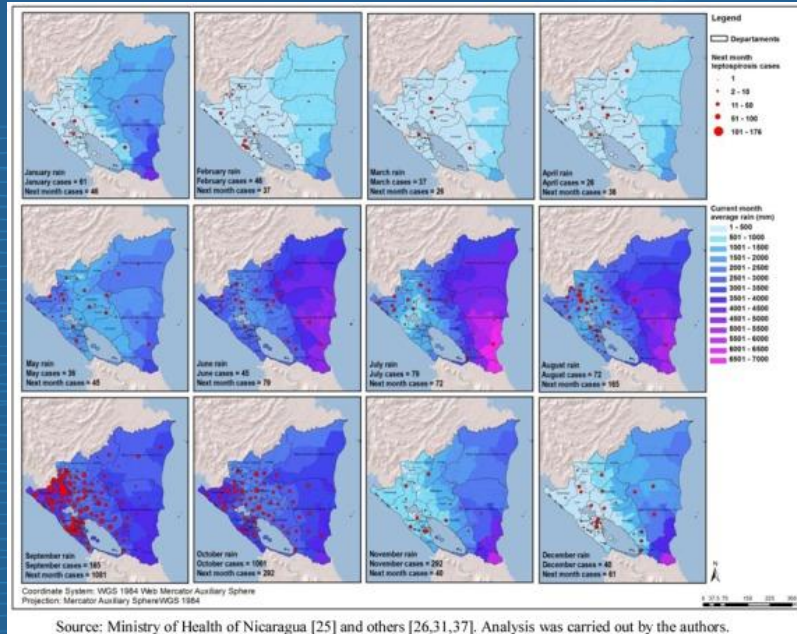 Legend
Departaments
Next month
leptospirosis cases
1
2 - 10
11 - 50
51 - 100
101 - 176
January rain
January cases = 61
Next month cases = 46
February rain
February cases = 46
Next month cases = 37
March rain
March cases = 37
Next month cases = 26
April rain
April cases = 26
Next month cases = 36
Current month
average rain (mm)
1 - 500
501 - 1000
1001 - 1500
1501 - 2000
2001 - 2500
2501 - 3000
3001 - 3500
3501 - 4000
4001 - 4500
4501 - 5000
5001 - 5500
5501 - 6000
6001 - 6500
6501 - 7000
May rain
May cases = 36
Next month cases = 45
June rain
June cases = 45
Next month cases = 79
July rain
July cases = 79
Next month cases = 72
August rain
August cases = 72
Next month cases = 165
September rain
September cases = 165
Next month cases = 1081
October rain
October cases = 1081
Next month cases = 292
November rain
November cases = 292
Next month cases = 40
December rain
December cases = 40
Next month cases = 61
N
Coordinate System: WGS 1984 Web Mercator Auxiliary Sphere
Projection: Mercator Auxiliary SphereWGS 1984
Source: Ministry of Health of Nicaragua [25] and others [26,31,37]. Analysis was carried out by the authors.